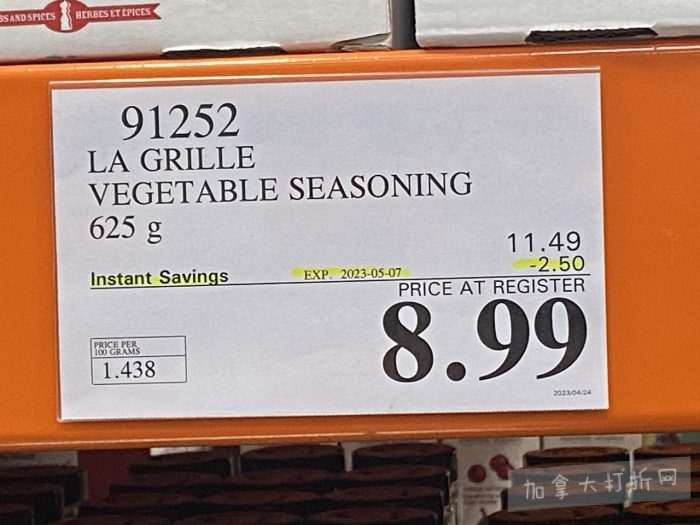 BS AND SPICES HERBES ET ÉPICES
91252
LA GRILLE
VEGETABLE SEASONING
625 g
11.49
Instant Savings EXP. 2023-05-07 -2.50
PRICE AT REGISTER
8.99
PRICE PER
100 GRAMS
1.438
2023/04/24
加拿大打折网